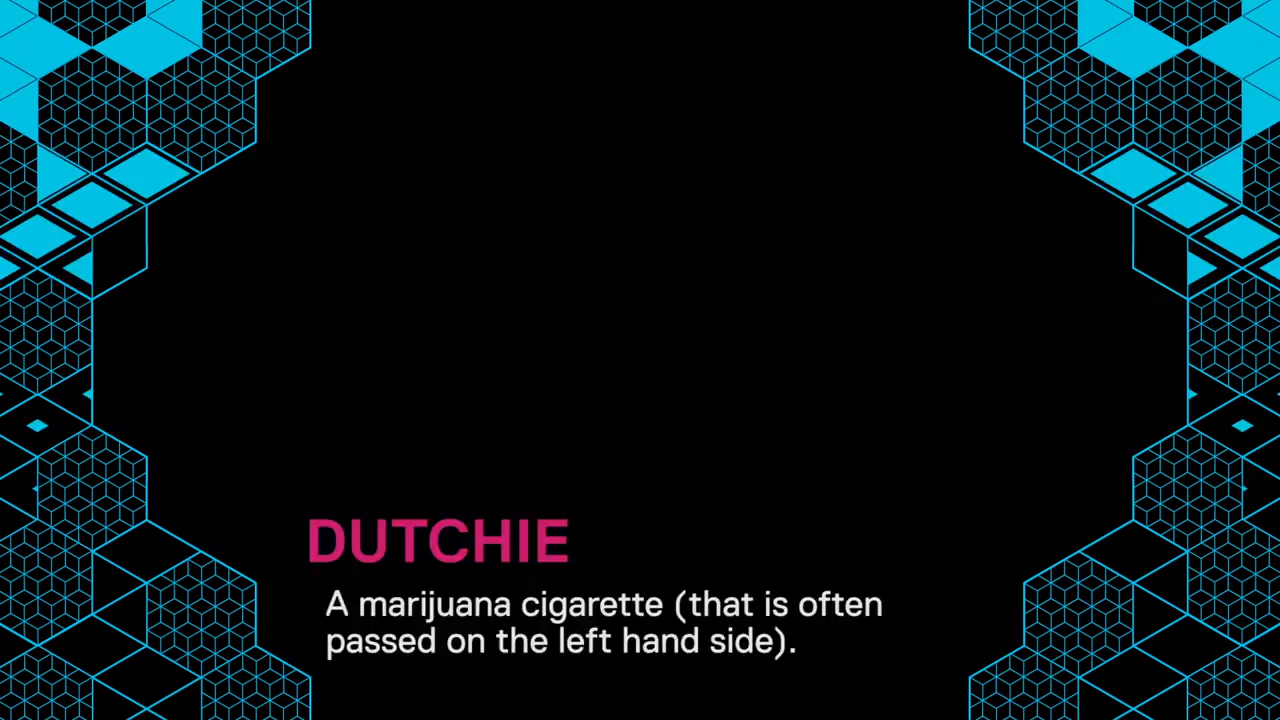 DUTCHIE
A marijuana cigarette (that is often
passed on the left hand side).